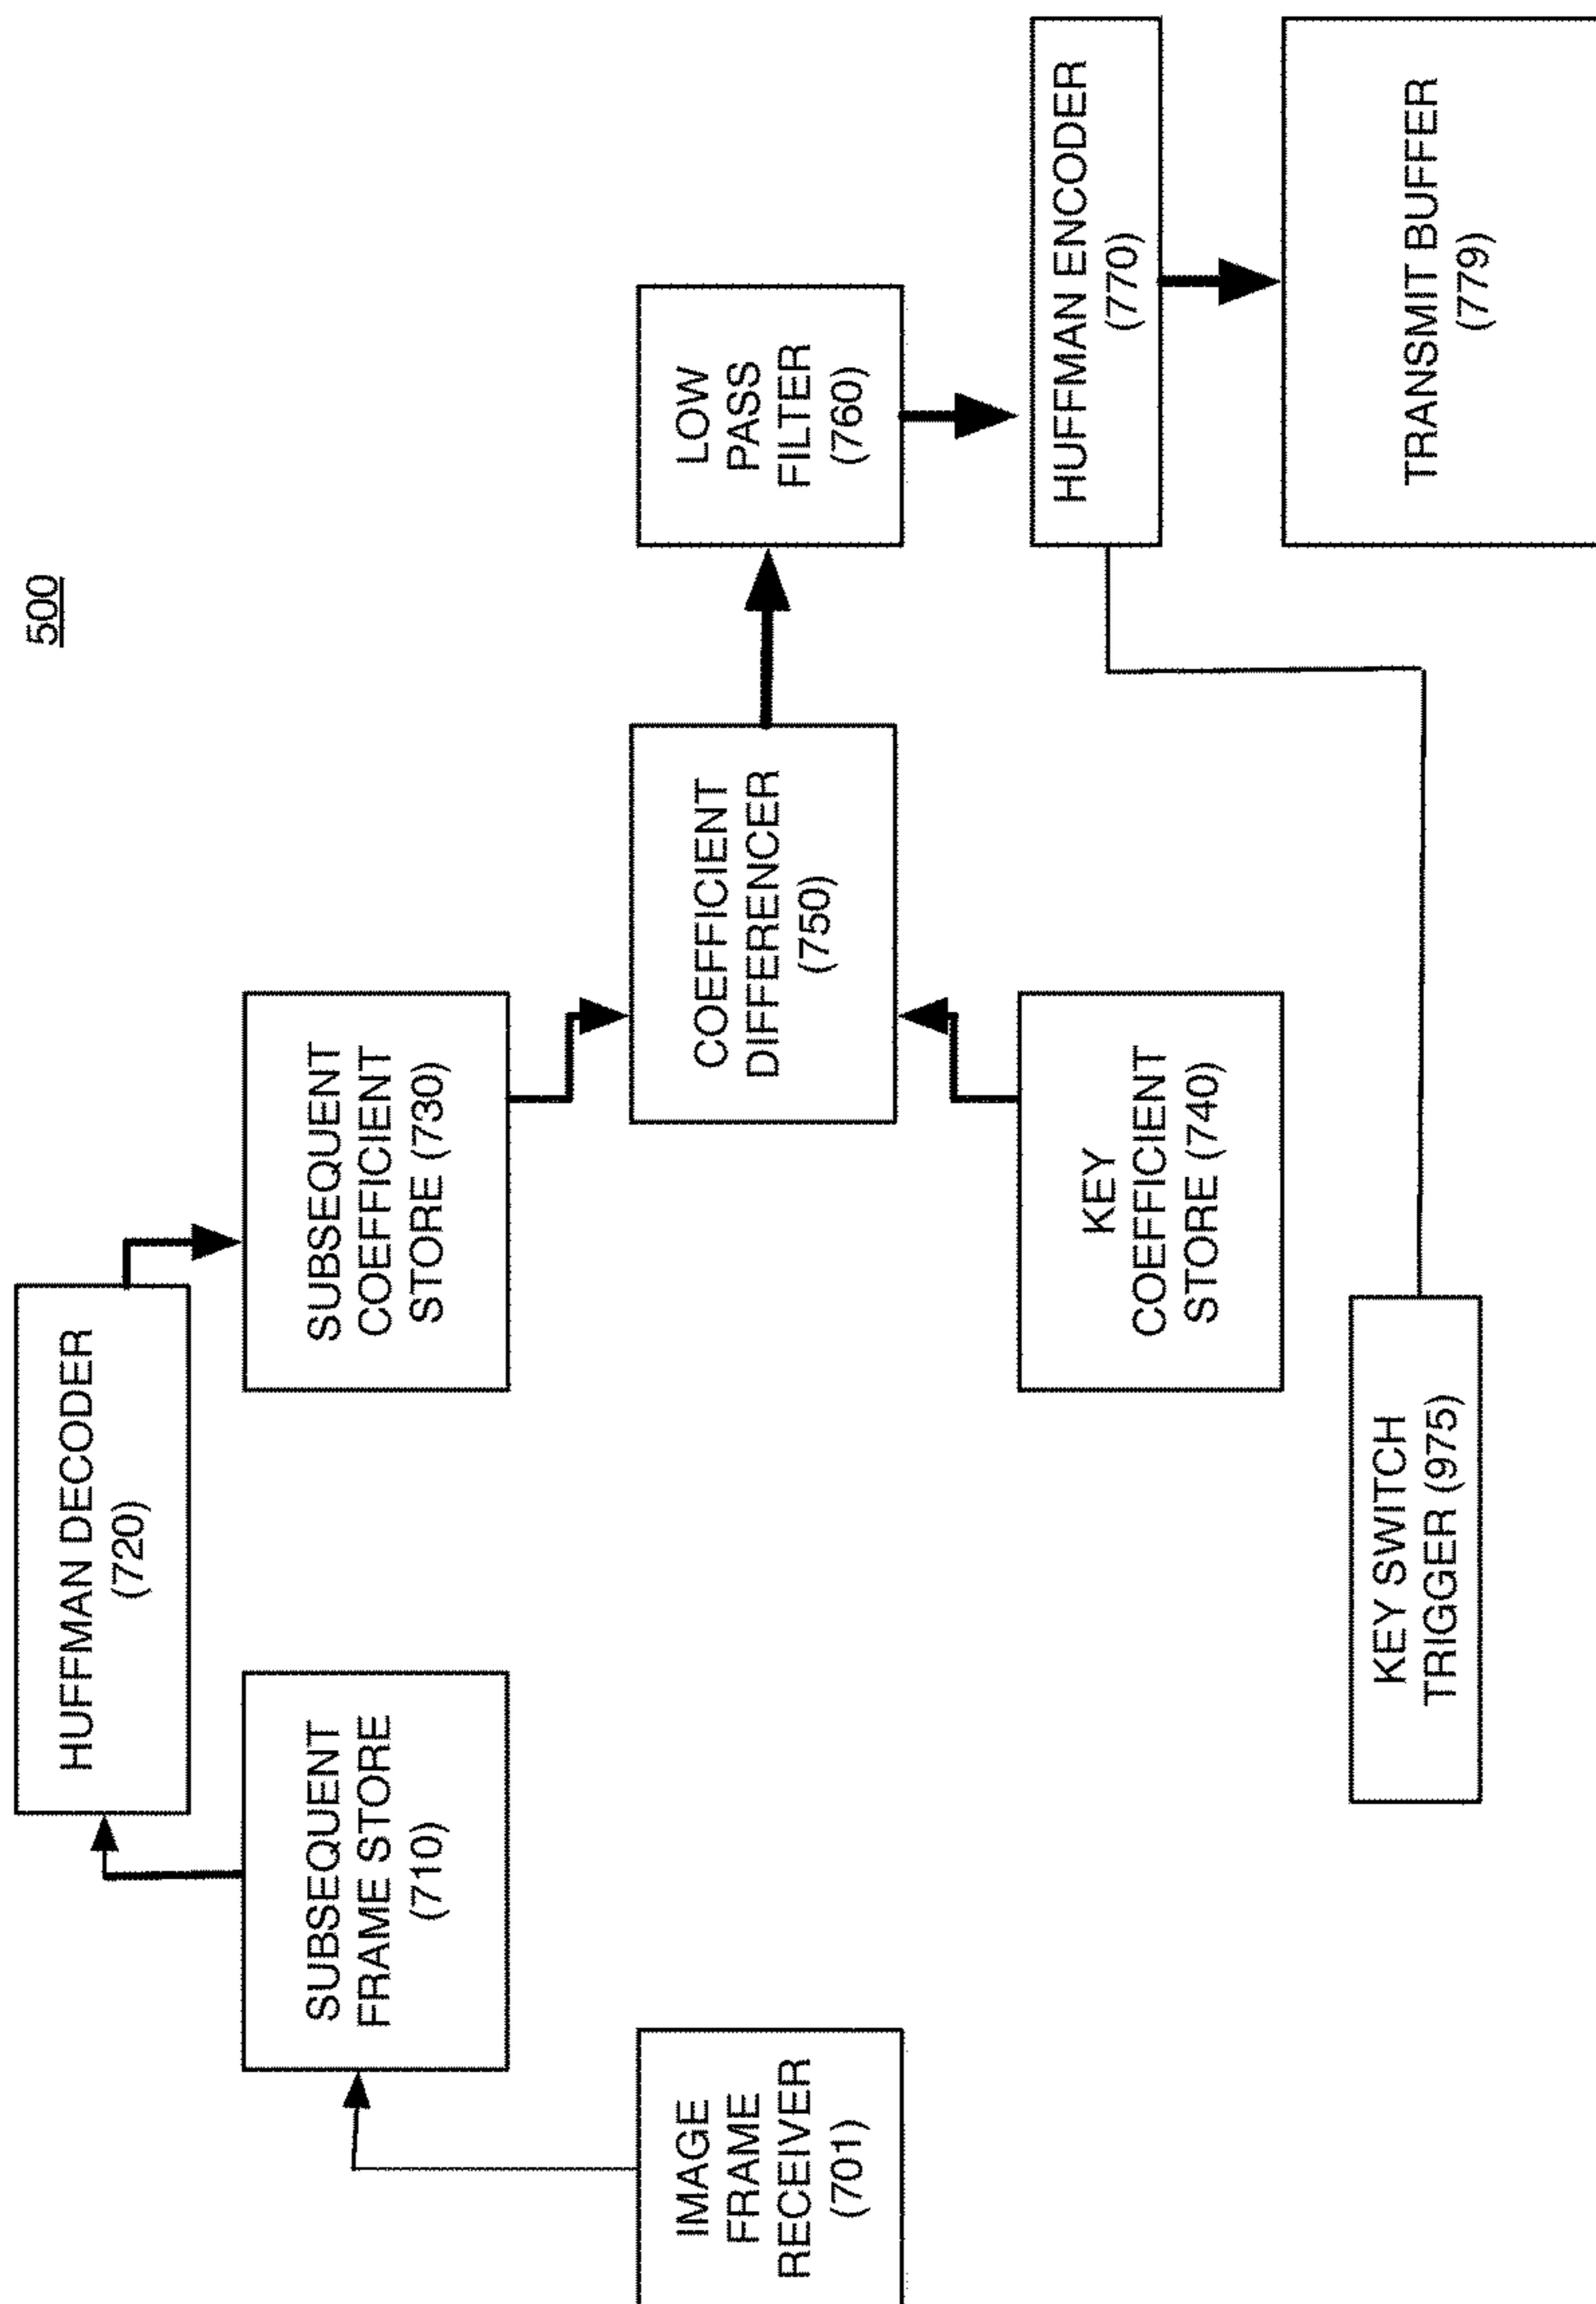 500
IMAGE
FRAME
RECEIVER
(701)
SUBSEQUENT
FRAME STORE
(710)
HUFFMAN DECODER
(720)
SUBSEQUENT
COEFFICIENT
STORE (730)
KEY
COEFFICIENT
STORE (740)
COEFFICIENT
DIFFERENCER
(750)
LOW
PASS
FILTER
(760)
HUFFMAN ENCODER
(770)
TRANSMIT BUFFER
(779)
KEY SWITCH
TRIGGER (975)